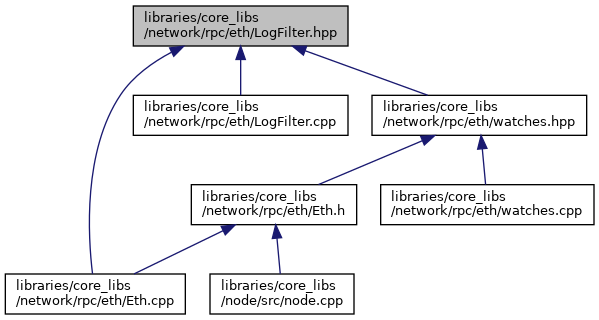 libraries/core_libs
/network/rpc/eth/LogFilter.hpp
libraries/core_libs
/network/rpc/eth/LogFilter.cpp
libraries/core_libs
/network/rpc/eth/watches.hpp
libraries/core_libs
/network/rpc/eth/Eth.h
libraries/core_libs
/network/rpc/eth/watches.cpp
libraries/core_libs
/network/rpc/eth/Eth.cpp
libraries/core_libs
/node/src/node.cpp